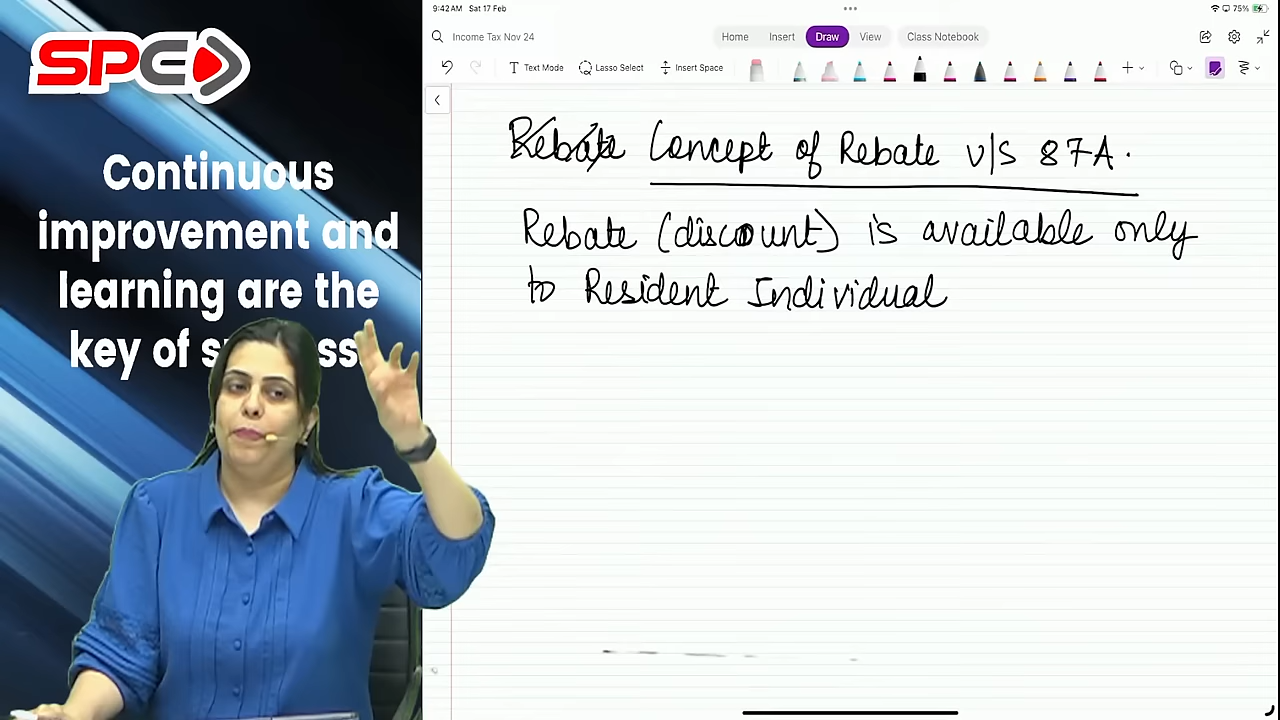 9:42 AM Sat 17 Feb
75%
Income Tax Nov 24
Home Insert Draw View Class Notebook
Text Mode Lasso Select Insert Space
SPC
Continuous
improvement and
learning are the
key of
Rebate Concept of Rebate v/s 87A.
Rebate (discount) is available only
to Resident Individual